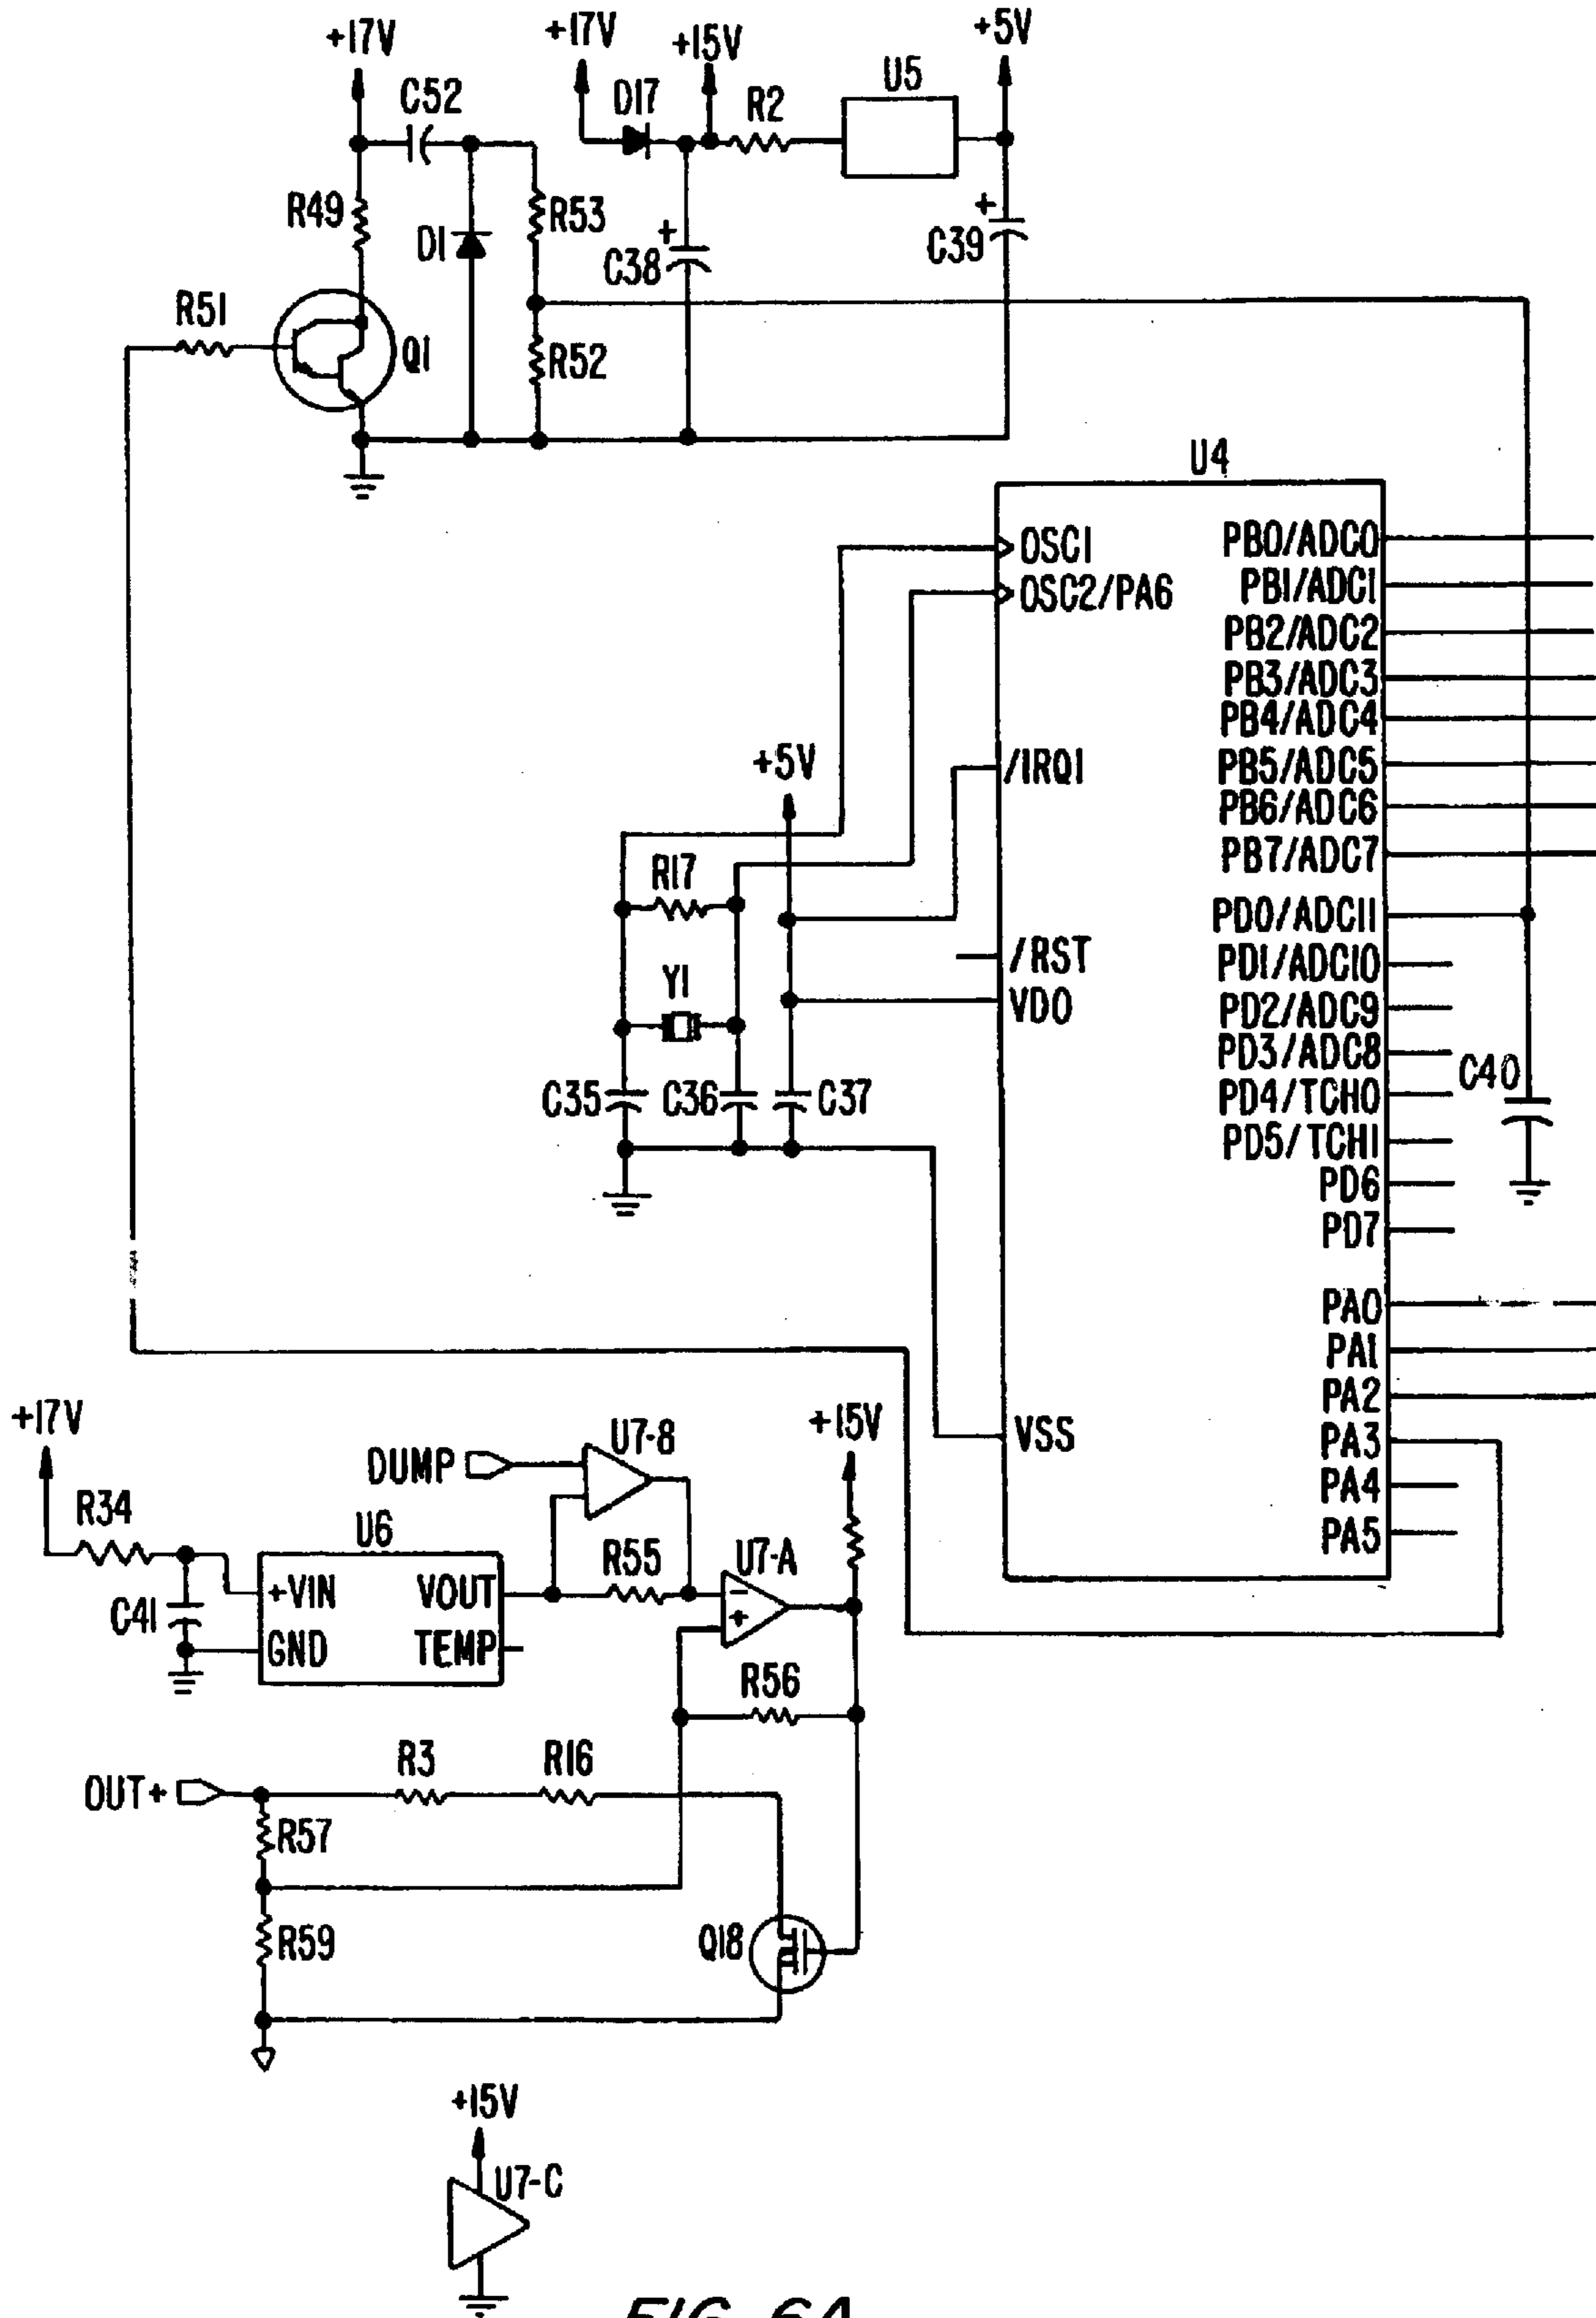 +17V
+17V
+15V
+5V
C52
D17
R2
U5
R49
D1
R53
C38
C39
+
+
R51
Q1
R52
U4
OSC1
OSC2/PA6
/IRQ1
/RST
VDO
VSS
PB0/ADC0
PB1/ADC1
PB2/ADC2
PB3/ADC3
PB4/ADC4
PB5/ADC5
PB6/ADC6
PB7/ADC7
PD0/ADC11
PD1/ADC10
PD2/ADC9
PD3/ADC8
PD4/TCH0
PD5/TCH1
PD6
PD7
PA0
PA1
PA2
PA3
PA4
PA5
C40
+5V
R17
Y1
C35
C36
C37
+17V
R34
C41
U6
+VIN
GND
VOUT
TEMP
DUMP
U7-8
R55
U7-A
-
+
+15V
R56
OUT+
R3
R16
R57
R59
Q18
+15V
U7-C
FIG. 6A